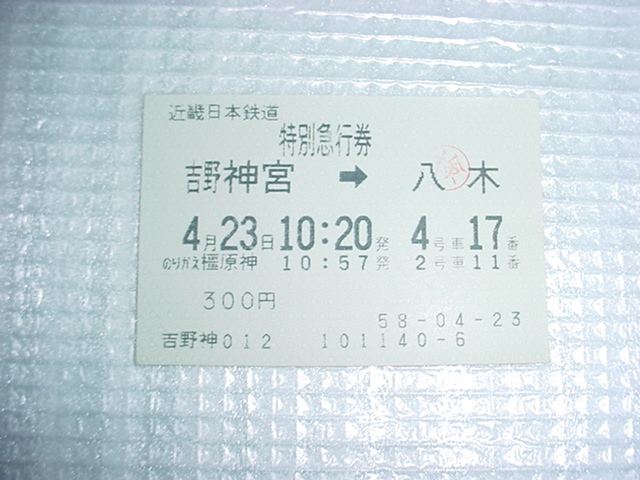 近畿日本鉄道
特別急行券
吉野神宮 ➡ 八木
4月23日10:20発 4号車17番
のりかえ橿原神 10:57発 2号車11番
300円
58-04-23
吉野神012 101140-6